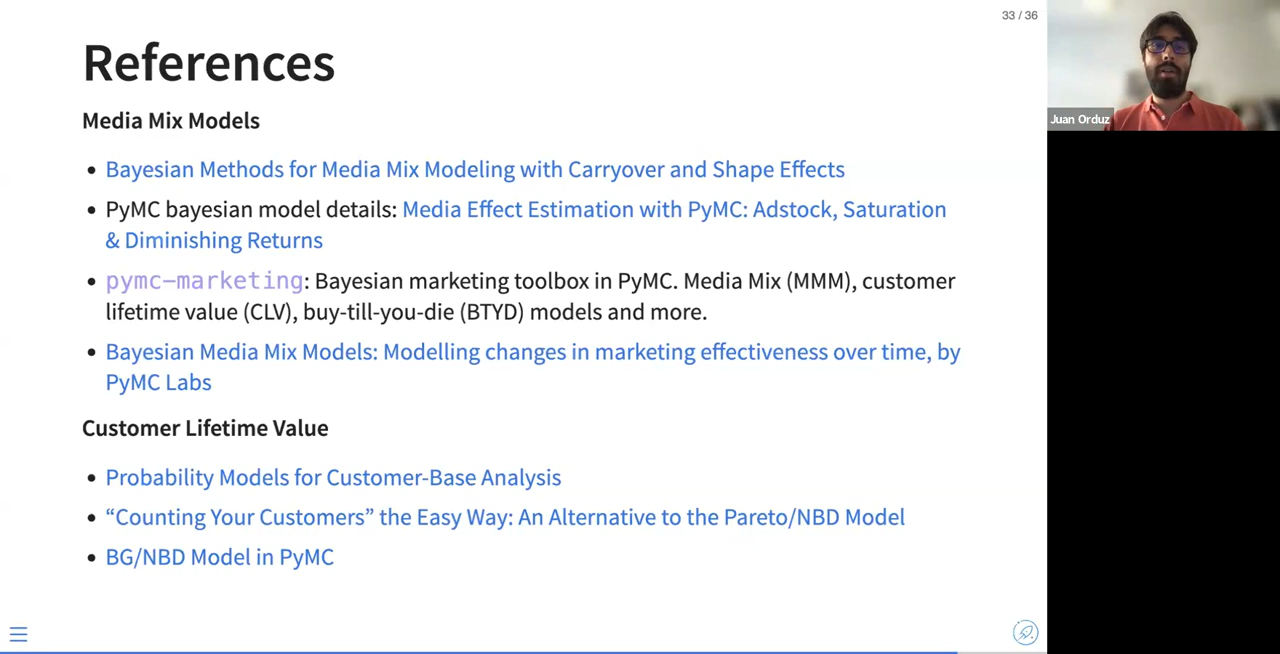 33 / 36
References
Juan Orduz
Media Mix Models
Bayesian Methods for Media Mix Modeling with Carryover and Shape Effects
PyMC bayesian model details: Media Effect Estimation with PyMC: Adstock, Saturation
& Diminishing Returns
pymc-marketing: Bayesian marketing toolbox in PyMC. Media Mix (MMM), customer
lifetime value (CLV), buy-till-you-die (BTYD) models and more.
Bayesian Media Mix Models: Modelling changes in marketing effectiveness over time, by
PyMC Labs
Customer Lifetime Value
Probability Models for Customer-Base Analysis
“Counting Your Customers” the Easy Way: An Alternative to the Pareto/NBD Model
BG/NBD Model in PyMC